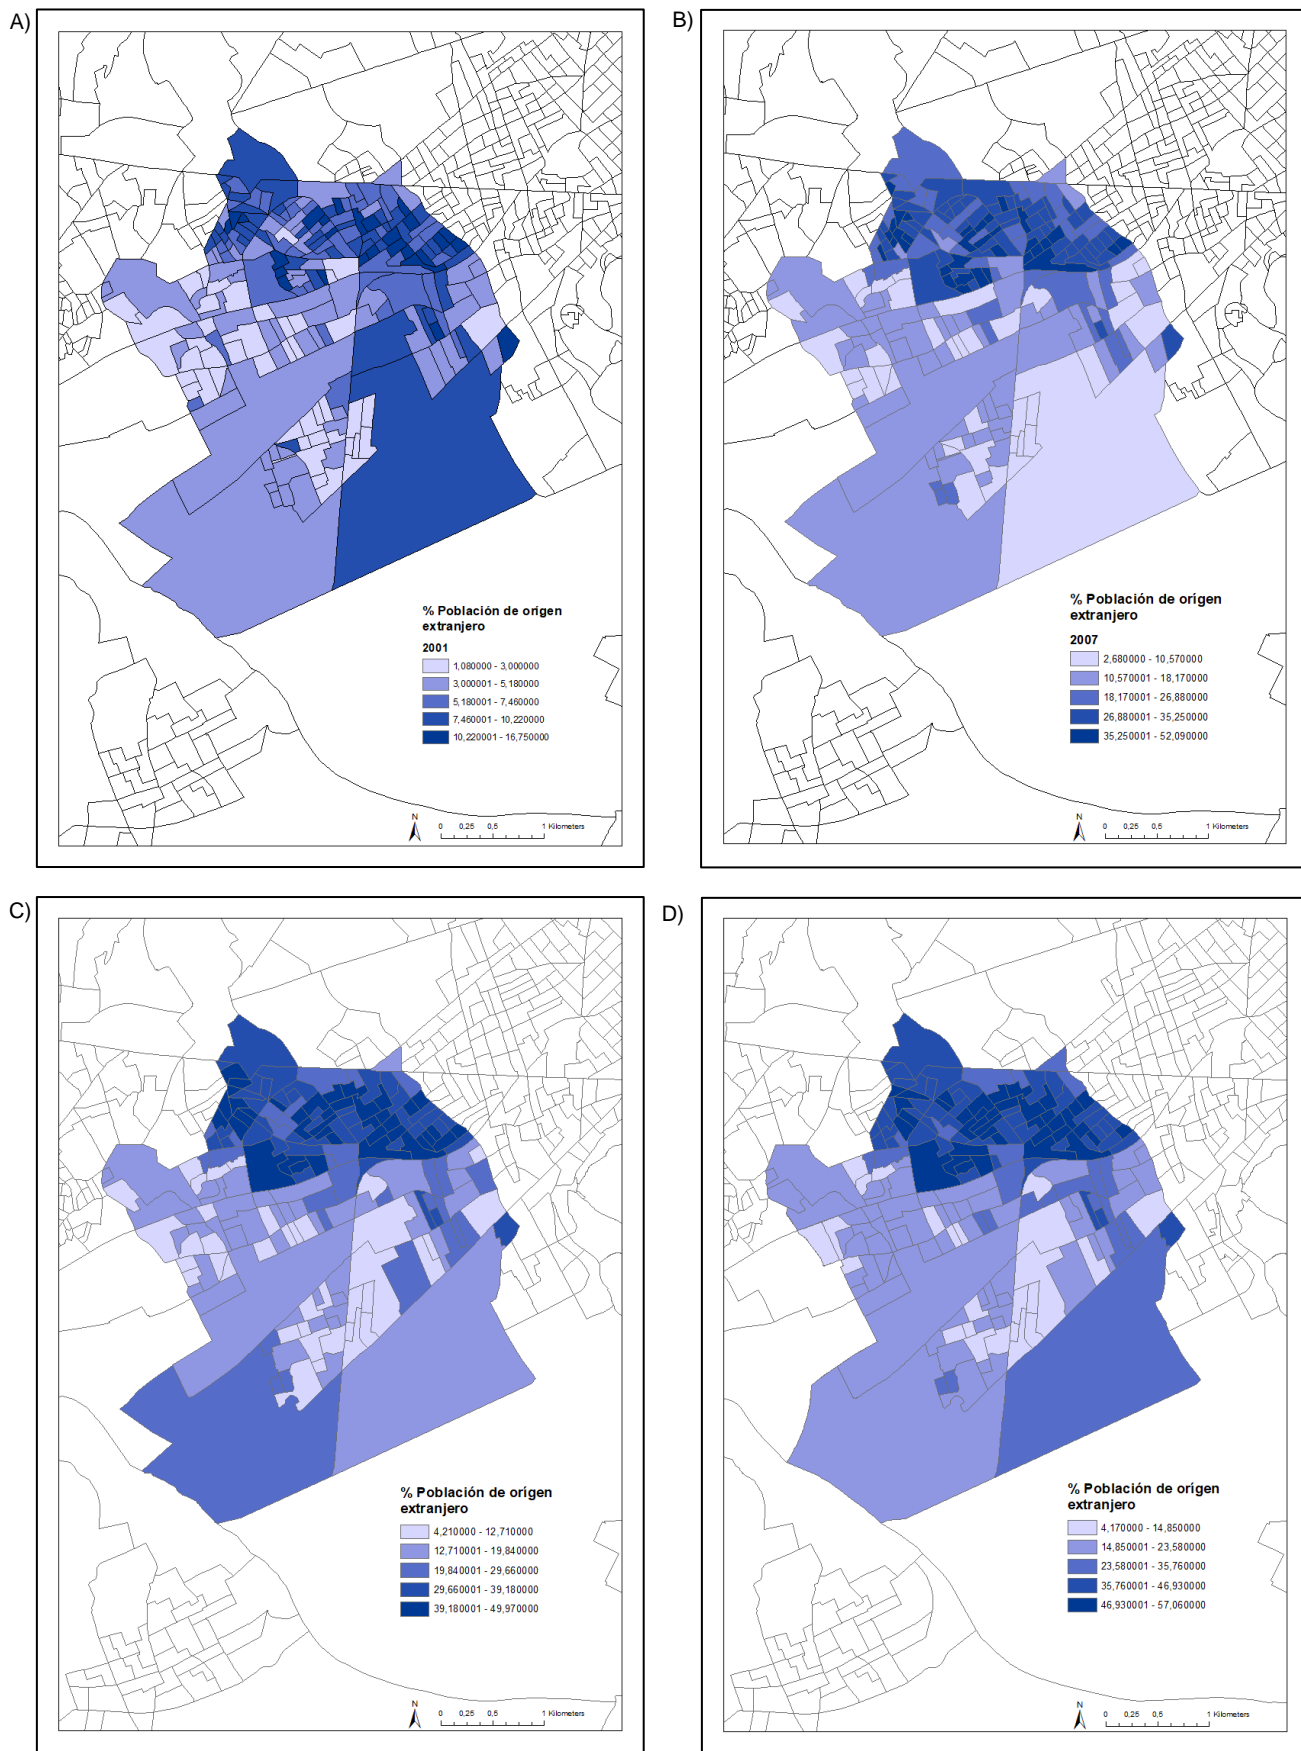 A)
% Población de orígen
extranjero
2001
1,080000 - 3,000000
3,000001 - 5,180000
5,180001 - 7,460000
7,460001 - 10,220000
10,220001 - 16,750000
N
0 0,25 0,5 1 Kilometers
B)
% Población de orígen
extranjero
2007
2,680000 - 10,570000
10,570001 - 18,170000
18,170001 - 26,880000
26,880001 - 35,250000
35,250001 - 52,090000
N
0 0,25 0,5 1 Kilometers
C)
% Población de orígen
extranjero
4,210000 - 12,710000
12,710001 - 19,840000
19,840001 - 29,660000
29,660001 - 39,180000
39,180001 - 49,970000
N
0 0,25 0,5 1 Kilometers
D)
% Población de orígen
extranjero
4,170000 - 14,850000
14,850001 - 23,580000
23,580001 - 35,760000
35,760001 - 46,930000
46,930001 - 57,060000
N
0 0,25 0,5 1 Kilometers